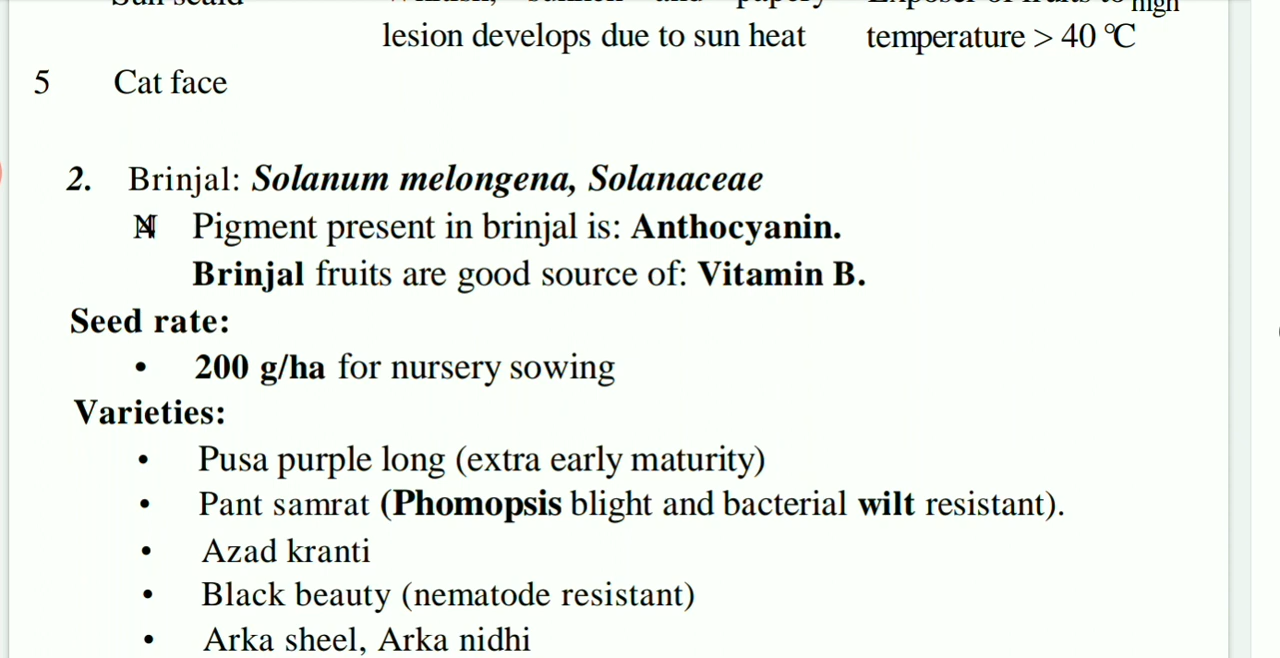 lesion develops due to sun heat temperature > 40 °C
5 Cat face
2. Brinjal: Solanum melongena, Solanaceae
Pigment present in brinjal is: Anthocyanin.
Brinjal fruits are good source of: Vitamin B.
Seed rate:
• 200 g/ha for nursery sowing
Varieties:
• Pusa purple long (extra early maturity)
• Pant samrat (Phomopsis blight and bacterial wilt resistant).
• Azad kranti
• Black beauty (nematode resistant)
• Arka sheel, Arka nidhi